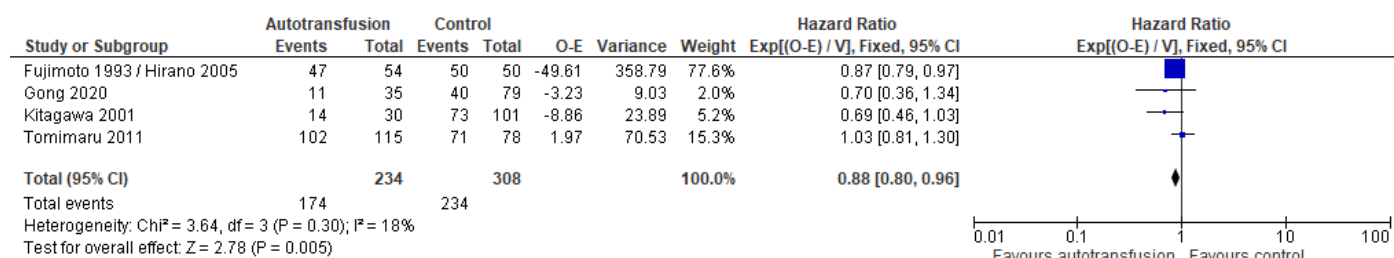 Autotransfusion Control Hazard Ratio Hazard Ratio
Study or Subgroup Events Total Events Total O-E Variance Weight Exp[(O-E) / V], Fixed, 95% CI Exp[(O-E) / V], Fixed, 95% CI
Fujimoto 1993 / Hirano 2005 47 54 50 50 -49.61 358.79 77.6% 0.87 [0.79, 0.97]
Gong 2020 11 35 40 79 -3.23 9.03 2.0% 0.70 [0.36, 1.34]
Kitagawa 2001 14 30 73 101 -8.86 23.89 5.2% 0.69 [0.46, 1.03]
Tomimaru 2011 102 115 71 78 1.97 70.53 15.3% 1.03 [0.81, 1.30]
Total (95% CI) 234 308 100.0% 0.88 [0.80, 0.96]
Total events 174 234
Heterogeneity: Chi² = 3.64, df = 3 (P = 0.30); I² = 18%
Test for overall effect: Z = 2.78 (P = 0.005)
0.01 0.1 1 10 100
Favours autotransfusion Favours control